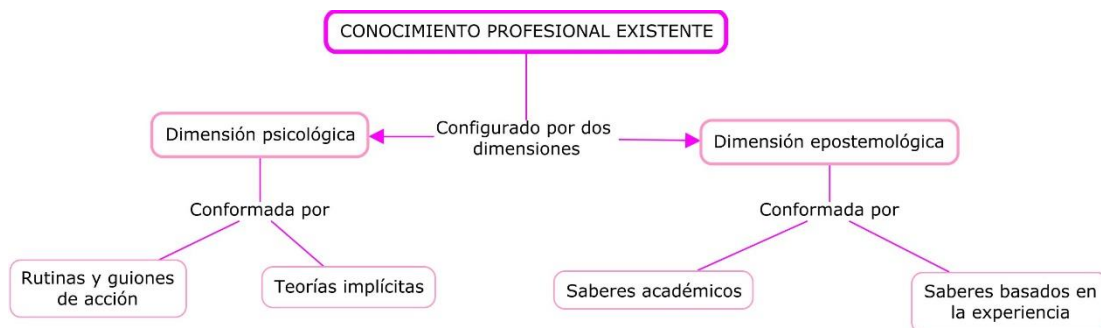 CONOCIMIENTO PROFESIONAL EXISTENTE
Configurado por dos
dimensiones
Dimensión psicológica
Dimensión epostemológica
Conformada por
Conformada por
Rutinas y guiones
de acción
Teorías implícitas
Saberes académicos
Saberes basados en
la experiencia